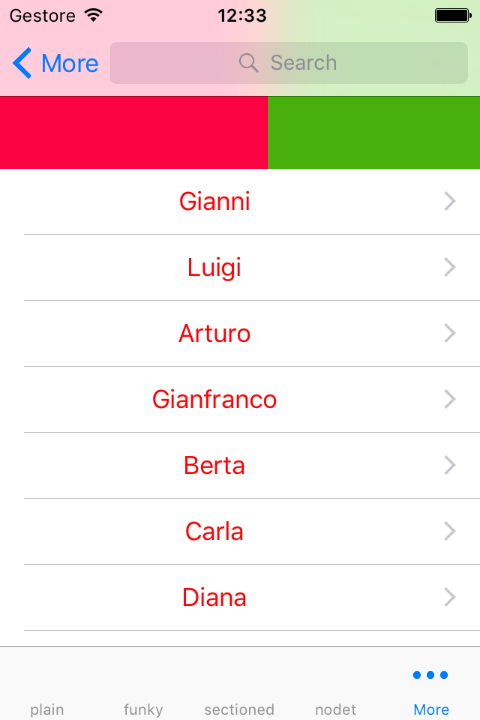 Gestore 12:33
More Search
Gianni
Luigi
Arturo
Gianfranco
Berta
Carla
Diana
plain funky sectioned nodet More